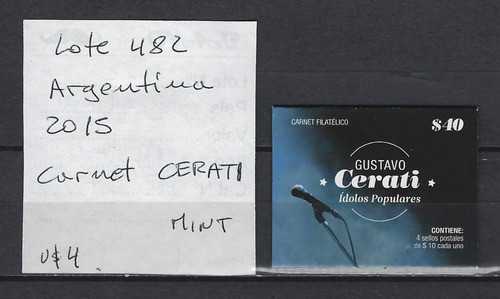 Lote 482
Argentina
2015
Carnet CERATI
MINT
U$4.
CARNET FILATÉLICO
$40
GUSTAVO
Cerati
Ídolos Populares
CONTIENE:
4 sellos postales
de $ 10 cada uno